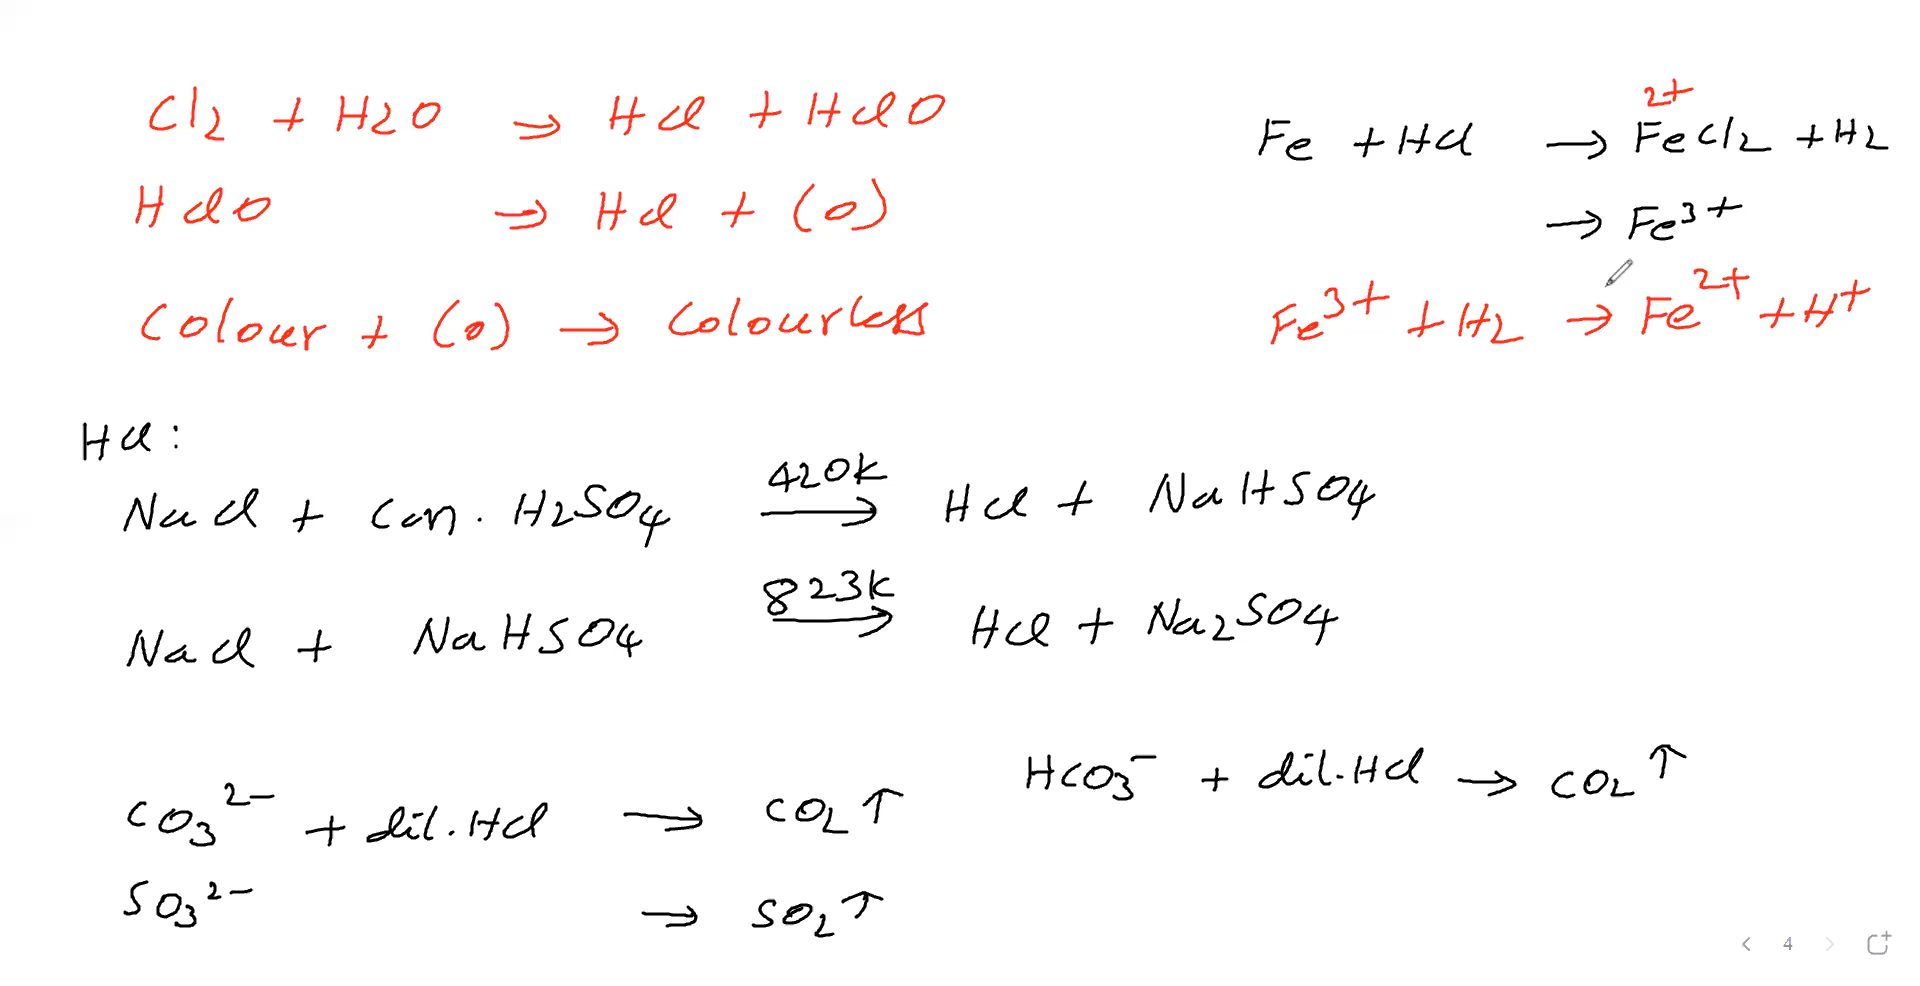 Cl2 + H2O → HCl + HClO
HClO → HCl + (O)
Colour + (O) → Colourless
2+
Fe + HCl → FeCl2 + H2
→ Fe3+
Fe3+ + H2 → Fe2+ + H+
HCl :
NaCl + Con. H2SO4 420K → HCl + NaHSO4
NaCl + NaHSO4 823K → HCl + Na2SO4
CO3 2- + dil. HCl → CO2 ↑
HCO3- + dil. HCl → CO2 ↑
SO3 2- → SO2 ↑
< 4 >